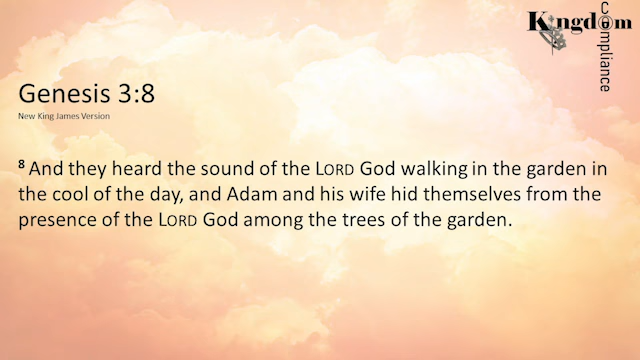 Kingdom
Compliance
Genesis 3:8
New King James Version
8 And they heard the sound of the LORD God walking in the garden in
the cool of the day, and Adam and his wife hid themselves from the
presence of the LORD God among the trees of the garden.